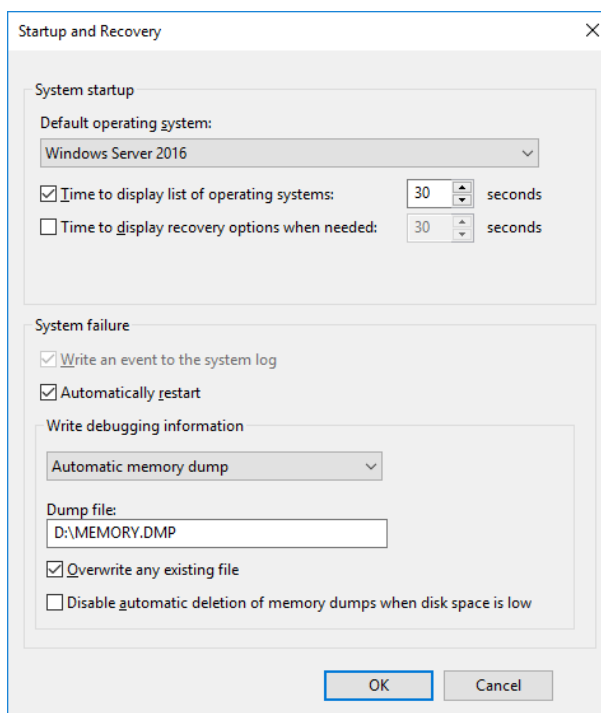 Startup and Recovery
System startup
Default operating system:
Windows Server 2016
Time to display list of operating systems: 30 seconds
Time to display recovery options when needed: 30 seconds
System failure
Write an event to the system log
Automatically restart
Write debugging information
Automatic memory dump
Dump file:
D:\MEMORY.DMP
Overwrite any existing file
Disable automatic deletion of memory dumps when disk space is low
OK Cancel